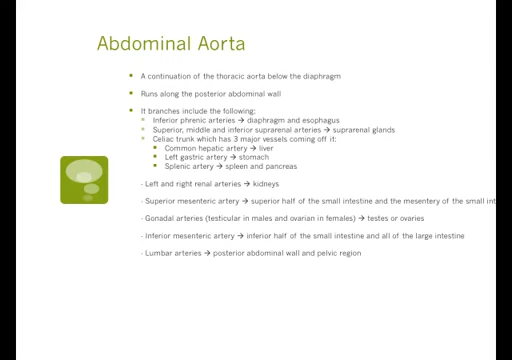 Abdominal Aorta
A continuation of the thoracic aorta below the diaphragm
Runs along the posterior abdominal wall
It branches include the following:
Inferior phrenic arteries → diaphragm and esophagus
Superior, middle and inferior suprarenal arteries → suprarenal glands
Celiac trunk which has 3 major vessels coming off it:
Common hepatic artery → liver
Left gastric artery → stomach
Splenic artery → spleen and pancreas
- Left and right renal arteries → kidneys
- Superior mesenteric artery → superior half of the small intestine and the mesentery of the small int
- Gonadal arteries (testicular in males and ovarian in females) → testes or ovaries
- Inferior mesenteric artery → inferior half of the small intestine and all of the large intestine
- Lumbar arteries → posterior abdominal wall and pelvic region